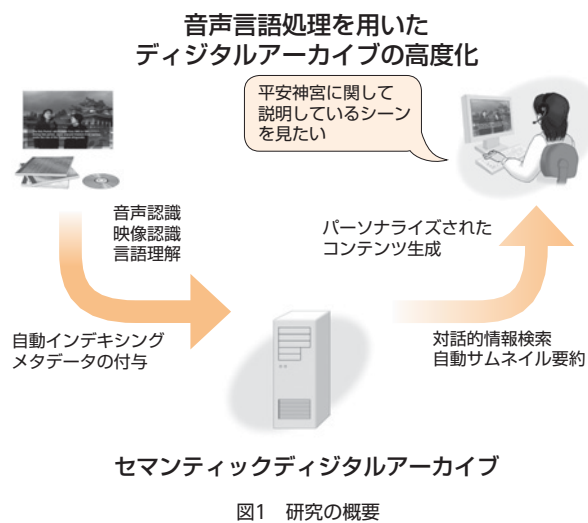 音声言語処理を用いた
ディジタルアーカイブの高度化
平安神宮に関して
説明しているシーン
を見たい
音声認識
映像認識
言語理解
パーソナライズされた
コンテンツ生成
自動インデキシング
メタデータの付与
対話的情報検索
自動サムネイル要約
セマンティックディジタルアーカイブ
図1 研究の概要